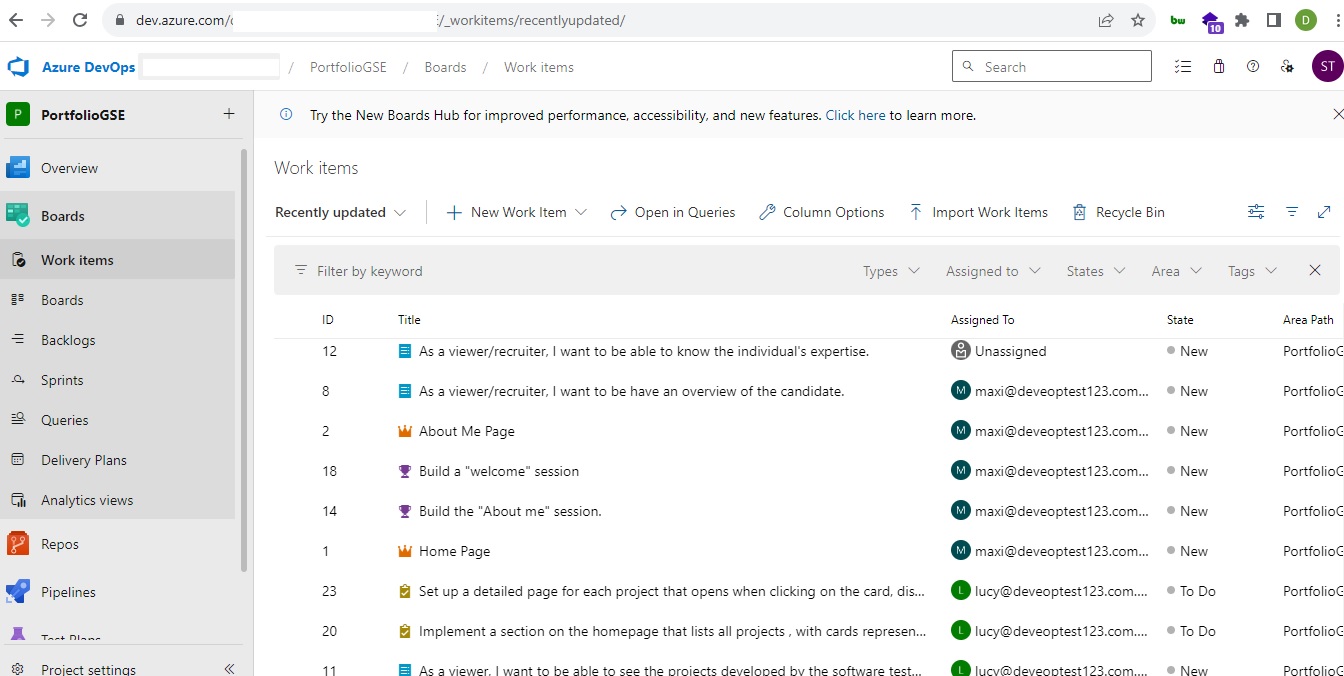 dev.azure.com/ /_workitems/recentlyupdated/
bw 10 D
Azure DevOps / PortfolioGSE / Boards / Work items Search ST
P PortfolioGSE +
Try the New Boards Hub for improved performance, accessibility, and new features. Click here to learn more.
Overview
Boards
Work items
Boards
Backlogs
Sprints
Queries
Delivery Plans
Analytics views
Repos
Pipelines
Test Plans
Project settings
Work items
Recently updated New Work Item Open in Queries Column Options Import Work Items Recycle Bin
Filter by keyword Types Assigned to States Area Tags
ID Title Assigned To State Area Path
12 As a viewer/recruiter, I want to be able to know the individual's expertise. Unassigned New PortfolioG
8 As a viewer/recruiter, I want to be have an overview of the candidate. M maxi@deveoptest123.com... New PortfolioG
2 About Me Page M maxi@deveoptest123.com... New PortfolioG
18 Build a "welcome" session M maxi@deveoptest123.com... New PortfolioG
14 Build the "About me" session. M maxi@deveoptest123.com... New PortfolioG
1 Home Page M maxi@deveoptest123.com... New PortfolioG
23 Set up a detailed page for each project that opens when clicking on the card, dis... L lucy@deveoptest123.com.... To Do PortfolioG
20 Implement a section on the homepage that lists all projects , with cards represen... L lucy@deveoptest123.com.... To Do PortfolioG
11 As a viewer, I want to be able to see the projects developed by the software test... L lucy@deveoptest123.com.... New PortfolioG